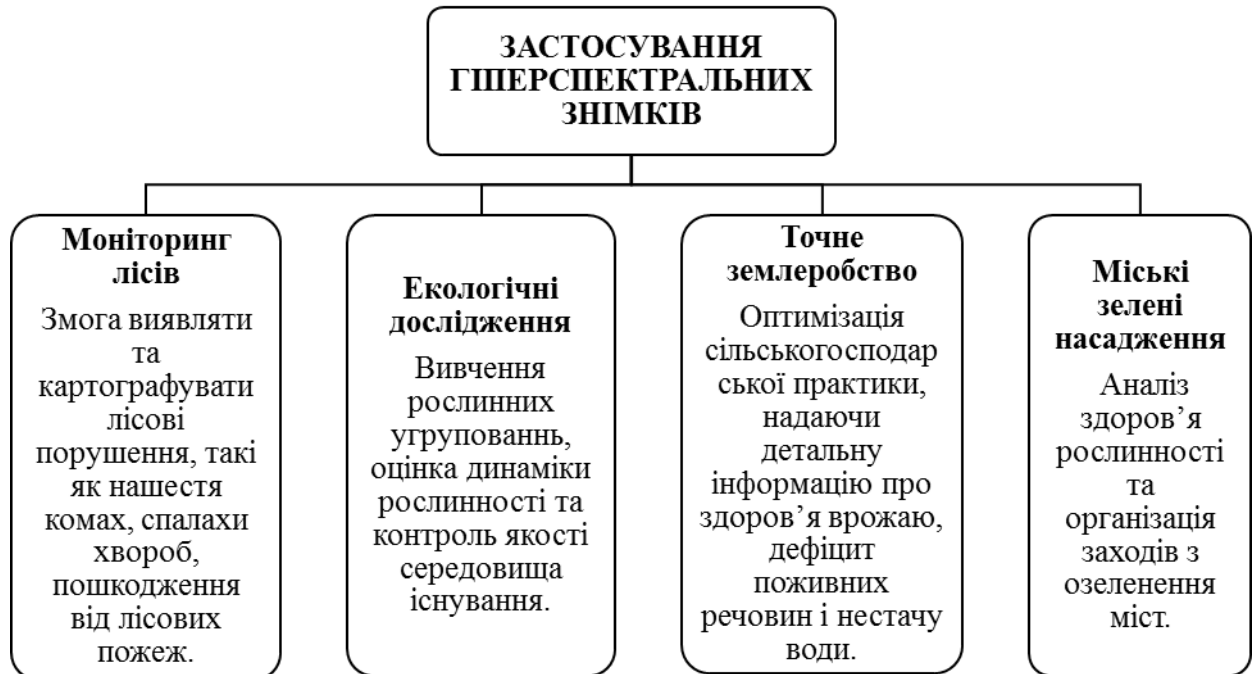 ЗАСТОСУВАННЯ
ГІПЕРСПЕКТРАЛЬНИХ
ЗНІМКІВ
Моніторинг
лісів
Змога виявляти
та
картографувати
лісові
порушення, такі
як нашестя
комах, спалахи
хвороб,
пошкодження
від лісових
пожеж.
Екологічні
дослідження
Вивчення
рослинних
угрупованнь,
оцінка динаміки
рослинності та
контроль якості
середовища
існування.
Точне
землеробство
Оптимізація
сільськогосподар
ської практики,
надаючи
детальну
інформацію про
здоров’я врожаю,
дефіцит
поживних
речовин і нестачу
води.
Міські
зелені
насадження
Аналіз
здоров’я
рослинності
та
організація
заходів з
озеленення
міст.